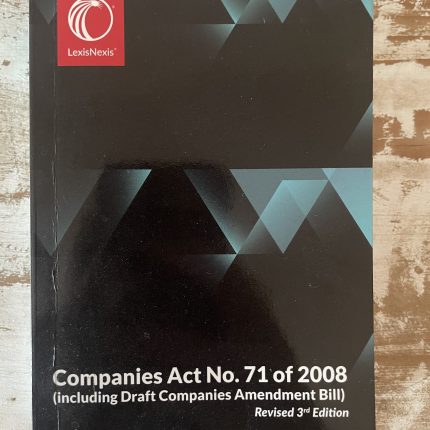 LexisNexis®
Companies Act No. 71 of 2008
(including Draft Companies Amendment Bill)
Revised 3rd Edition